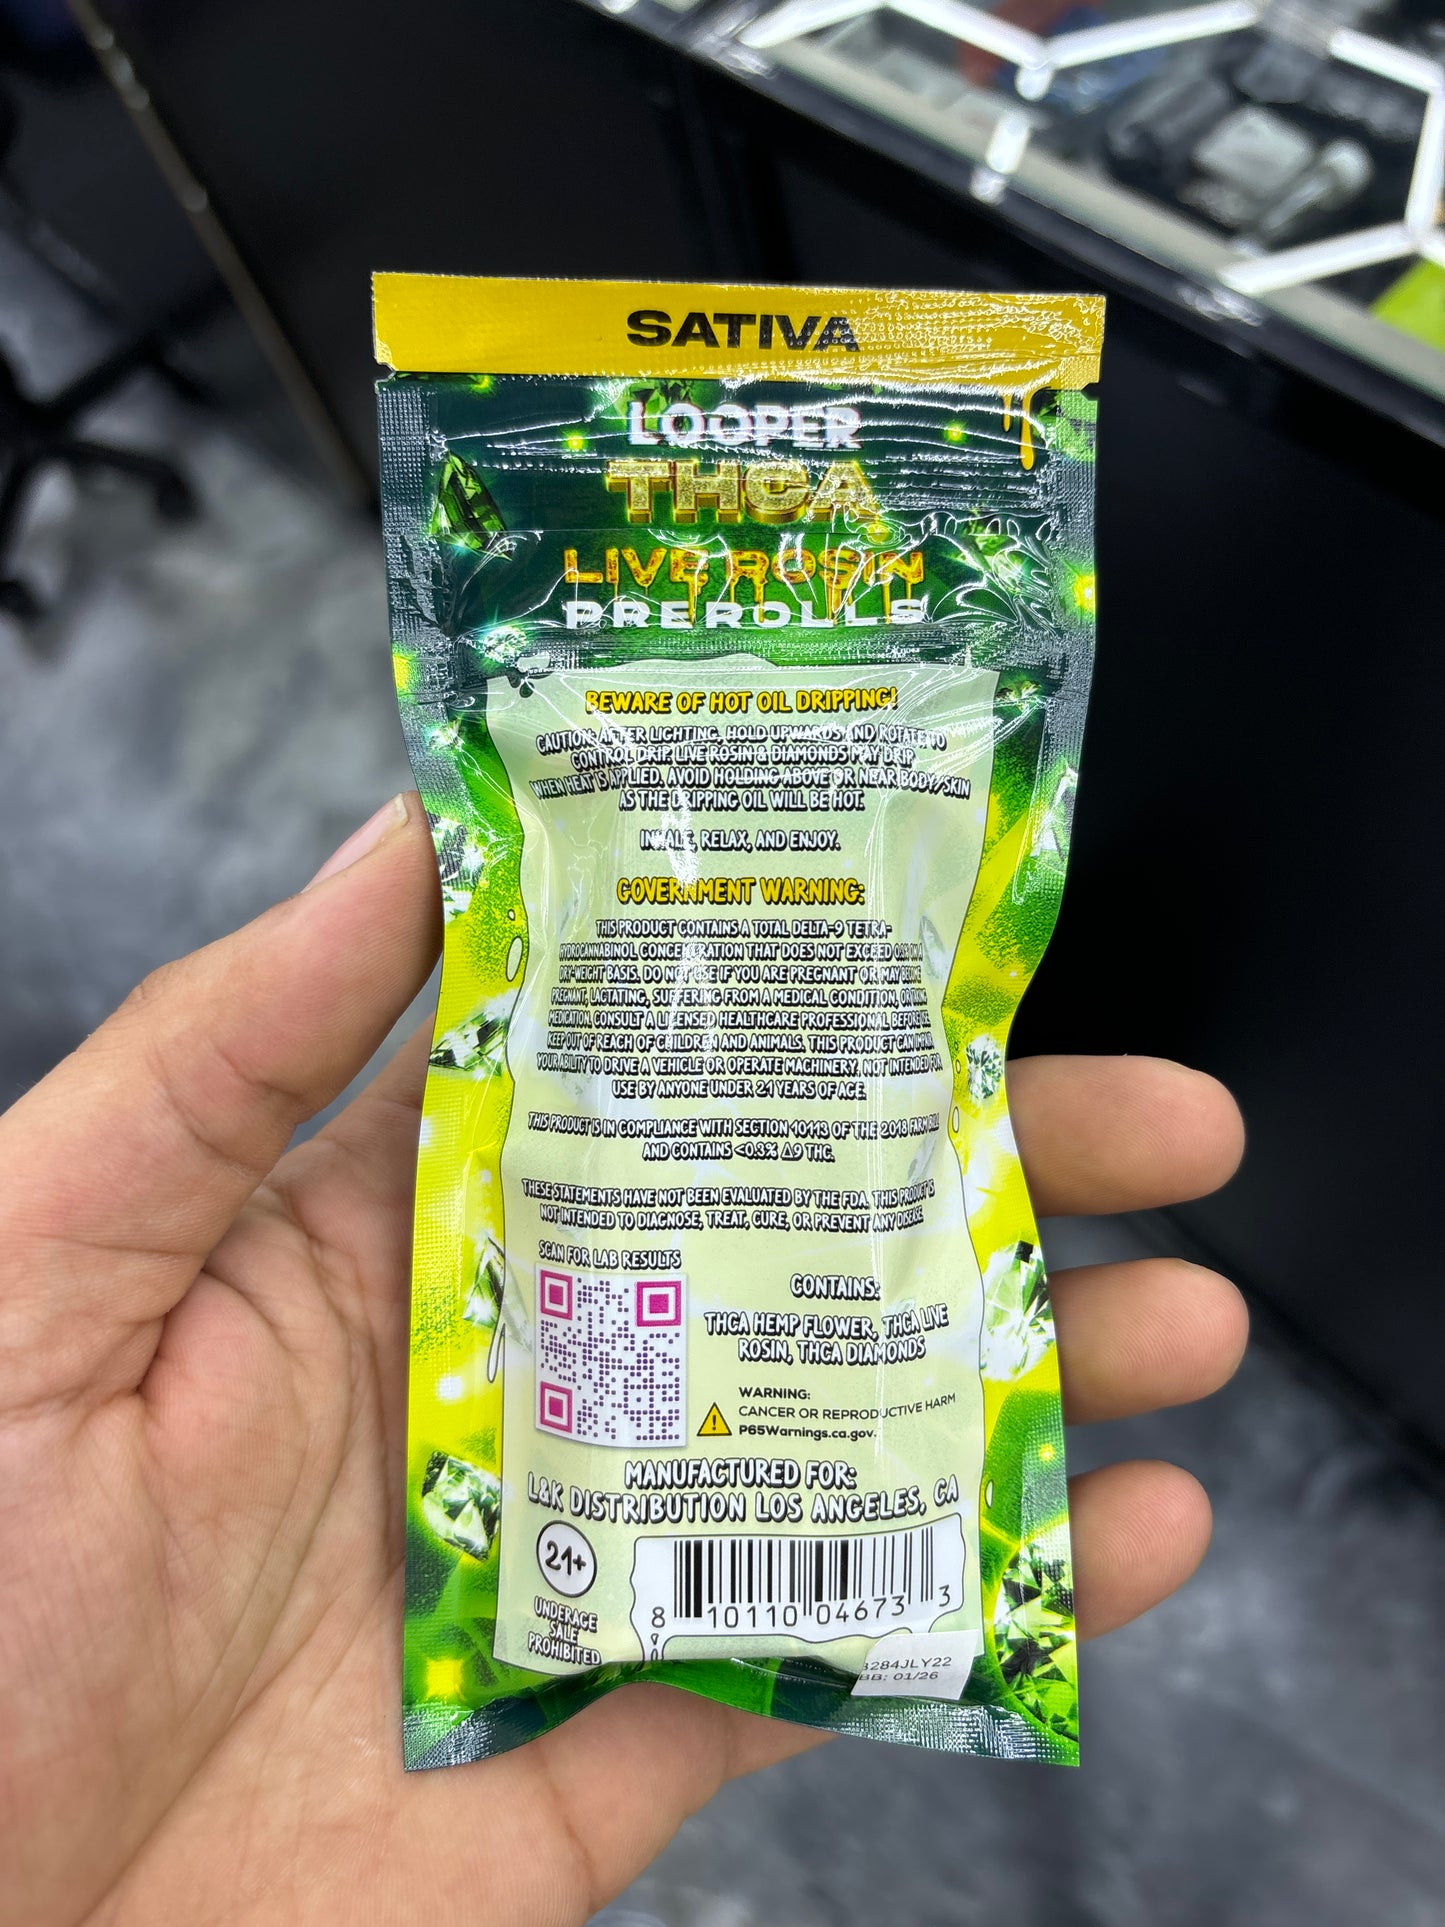 SATIVA
LOOPER
THCA
LIVE ROSIN
PREROLLS
BEWARE OF HOT OIL DRIPPING!
CAUTION: AFTER LIGHTING, HOLD UPWARDS AND ROTATE TO
CONTROL DRIP. LIVE ROSIN & DIAMONDS MAY DRIP
WHEN HEAT IS APPLIED. AVOID HOLDING ABOVE OR NEAR BODY/SKIN
AS THE DRIPPING OIL WILL BE HOT.
INHALE, RELAX, AND ENJOY.
GOVERNMENT WARNING:
THIS PRODUCT CONTAINS A TOTAL DELTA-9 TETRA-
HYDROCANNABINOL CONCENTRATION THAT DOES NOT EXCEED 0.3% ON A
DRY-WEIGHT BASIS. DO NOT USE IF YOU ARE PREGNANT OR MAY BECOME
PREGNANT, LACTATING, SUFFERING FROM A MEDICAL CONDITION, OR TAKING
MEDICATION. CONSULT A LICENSED HEALTHCARE PROFESSIONAL BEFORE USE.
KEEP OUT OF REACH OF CHILDREN AND ANIMALS. THIS PRODUCT CAN IMPAIR
YOUR ABILITY TO DRIVE A VEHICLE OR OPERATE MACHINERY. NOT INTENDED FOR
USE BY ANYONE UNDER 21 YEARS OF AGE.
THIS PRODUCT IS IN COMPLIANCE WITH SECTION 10113 OF THE 2018 FARM BILL
AND CONTAINS <0.3% Δ9 THC.
THESE STATEMENTS HAVE NOT BEEN EVALUATED BY THE FDA. THIS PRODUCT IS
NOT INTENDED TO DIAGNOSE, TREAT, CURE, OR PREVENT ANY DISEASE.
SCAN FOR LAB RESULTS
CONTAINS:
THCA HEMP FLOWER, THCA LIVE
ROSIN, THCA DIAMONDS
WARNING:
CANCER OR REPRODUCTIVE HARM
P65Warnings.ca.gov.
MANUFACTURED FOR:
L&K DISTRIBUTION LOS ANGELES, CA
21+
UNDERAGE
SALE
PROHIBITED
8 10110 04673 3
3284JLY22
BB: 01/26